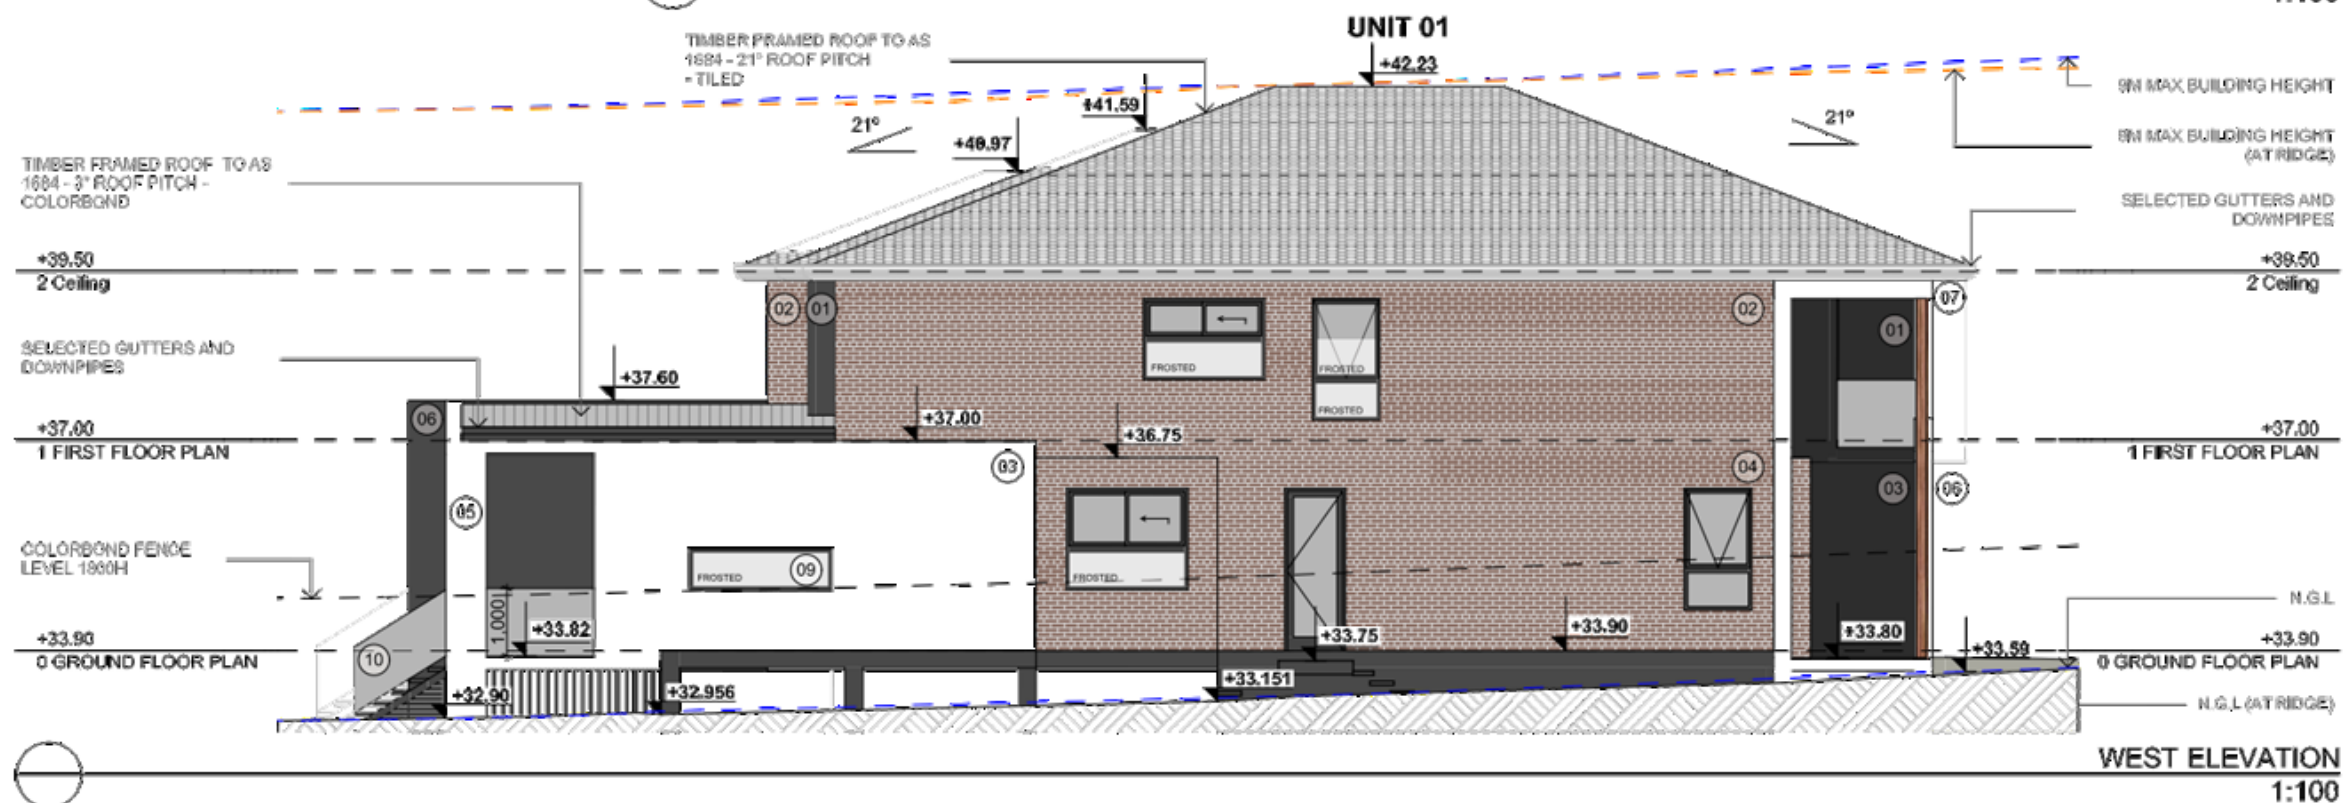 UNIT 01
TIMBER FRAMED ROOF TO AS
1684 - 21° ROOF PITCH
- TILED
+42.23
+41.59
+40.97
21°
21°
9M MAX BUILDING HEIGHT
8M MAX BUILDING HEIGHT
(AT RIDGE)
TIMBER FRAMED ROOF TO AS
1684 - 3° ROOF PITCH -
COLORBOND
SELECTED GUTTERS AND
DOWNPIPES
+39.50
2 Ceiling
+39.50
2 Ceiling
02
01
02
07
01
FROSTED
FROSTED
FROSTED
SELECTED GUTTERS AND
DOWNPIPES
+37.60
06
+37.00
+37.00
1 FIRST FLOOR PLAN
+36.75
+37.00
1 FIRST FLOOR PLAN
03
04
03
06
05
COLORBOND FENCE
LEVEL 1800H
FROSTED
09
FROSTED
1,000
+33.82
+33.75
+33.90
+33.80
+33.59
N.G.L
+33.90
0 GROUND FLOOR PLAN
+33.90
0 GROUND FLOOR PLAN
10
+32.90
+32.956
+33.151
N.G.L (AT RIDGE)
WEST ELEVATION
1:100